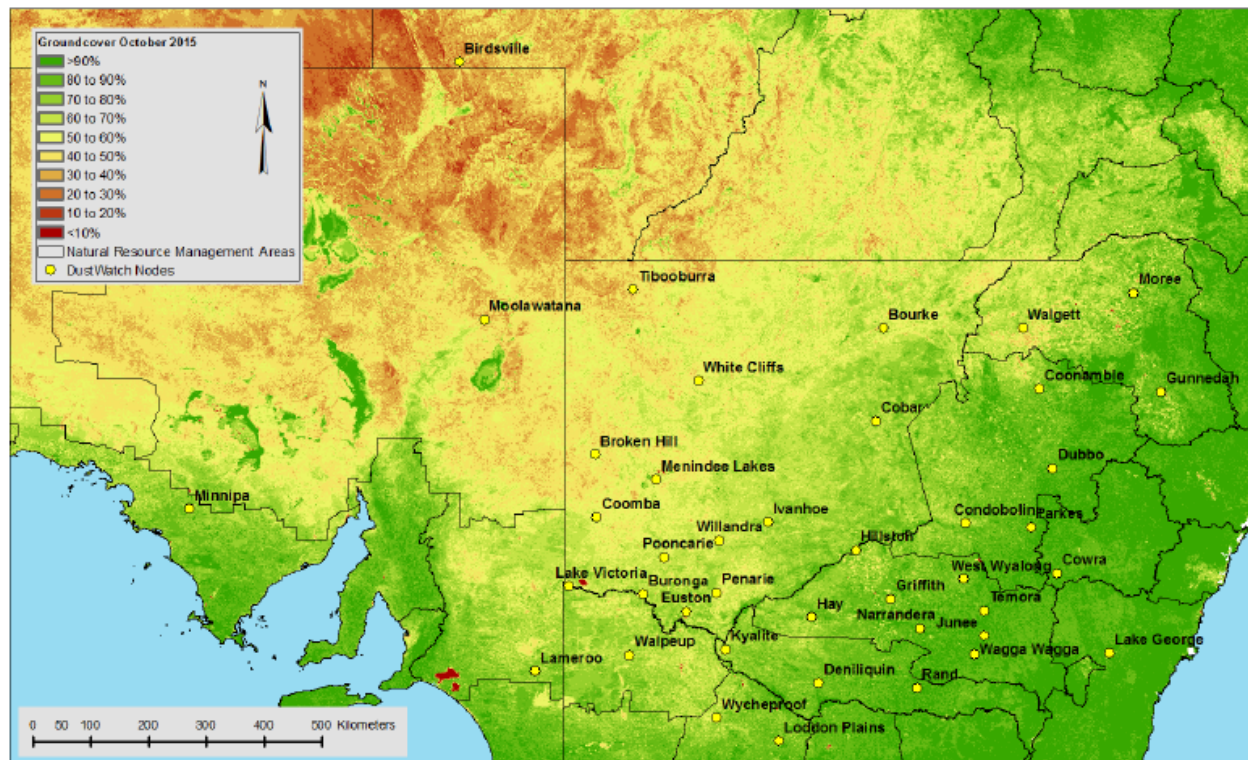 Groundcover October 2015
>90%
80 to 90%
70 to 80%
60 to 70%
50 to 60%
40 to 50%
30 to 40%
20 to 30%
10 to 20%
<10%
Natural Resource Management Areas
DustWatch Nodes
N
Birdsville
Tibooburra
Moree
Moolawatana
Bourke
Walgett
White Cliffs
Coonamble
Gunnedah
Cobar
Broken Hill
Menindee Lakes
Dubbo
Minnipa
Coomba
Ivanhoe
Condobolin
Parkes
Willandra
Pooncarie
Hillston
Lake Victoria
Buronga
Penarie
West Wyalong
Cowra
Euston
Griffith
Temora
Hay
Narrandera
Junee
Walpeup
Kyalite
Lake George
Wagga Wagga
Lameroo
Deniliquin
Rand
Wycheproof
Loddon Plains
0 50 100 200 300 400 500 Kilometers